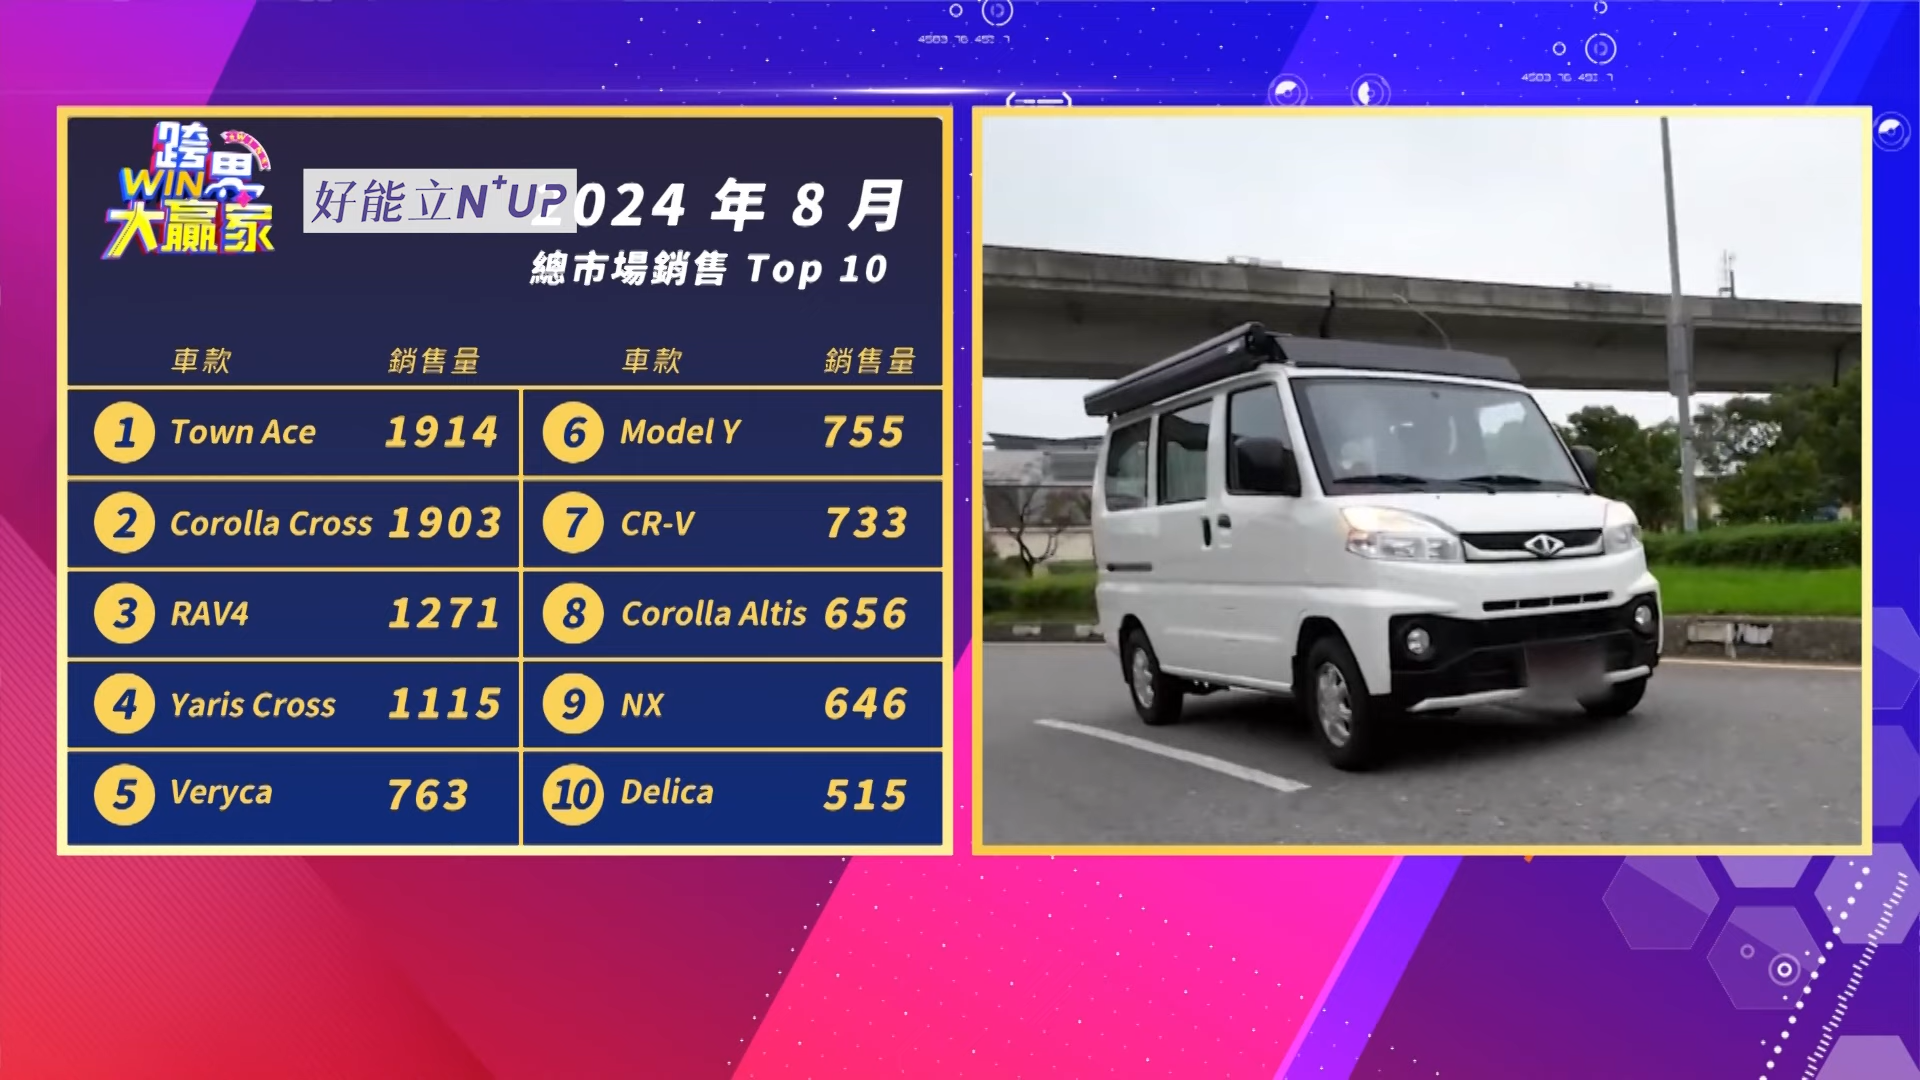 跨界
WIN
大贏家
好能立N+UP
2024 年 8 月
總市場銷售 Top 10
車款 銷售量 車款 銷售量
1 Town Ace 1914 6 Model Y 755
2 Corolla Cross 1903 7 CR-V 733
3 RAV4 1271 8 Corolla Altis 656
4 Yaris Cross 1115 9 NX 646
5 Veryca 763 10 Delica 515